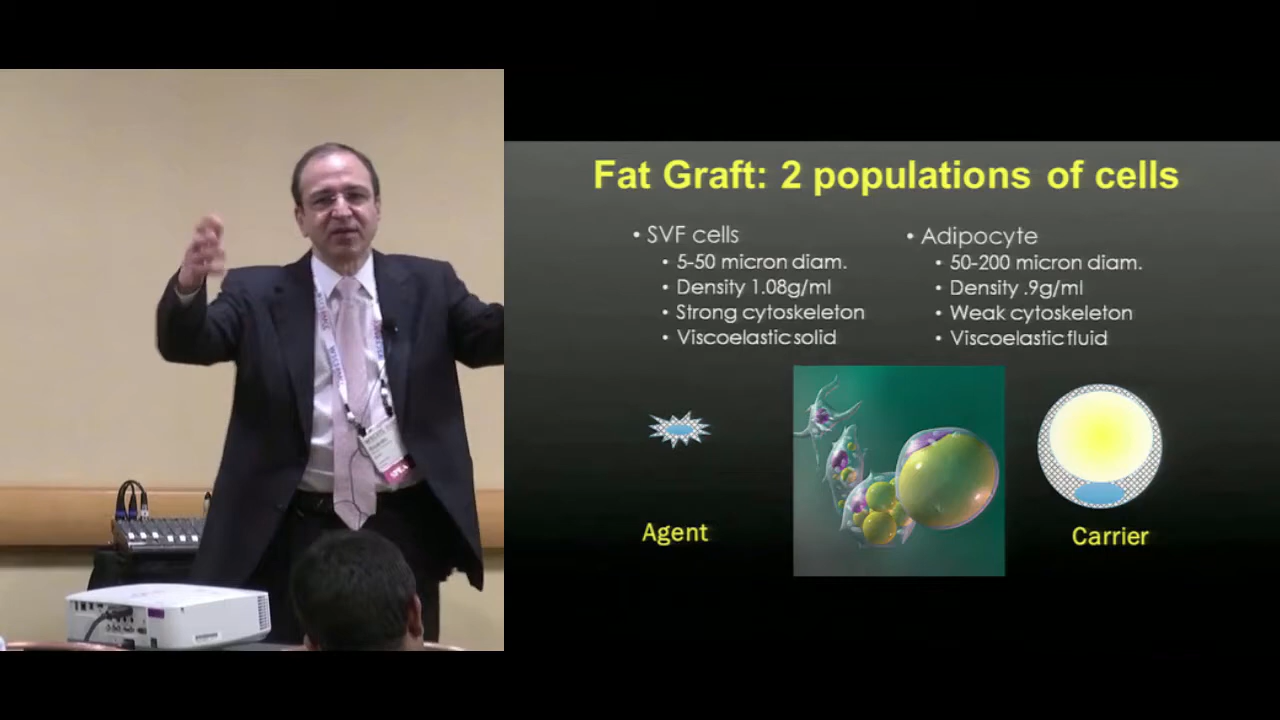 Fat Graft: 2 populations of cells
• SVF cells
• 5-50 micron diam.
• Density 1.08g/ml
• Strong cytoskeleton
• Viscoelastic solid
• Adipocyte
• 50-200 micron diam.
• Density .9g/ml
• Weak cytoskeleton
• Viscoelastic fluid
Agent
Carrier